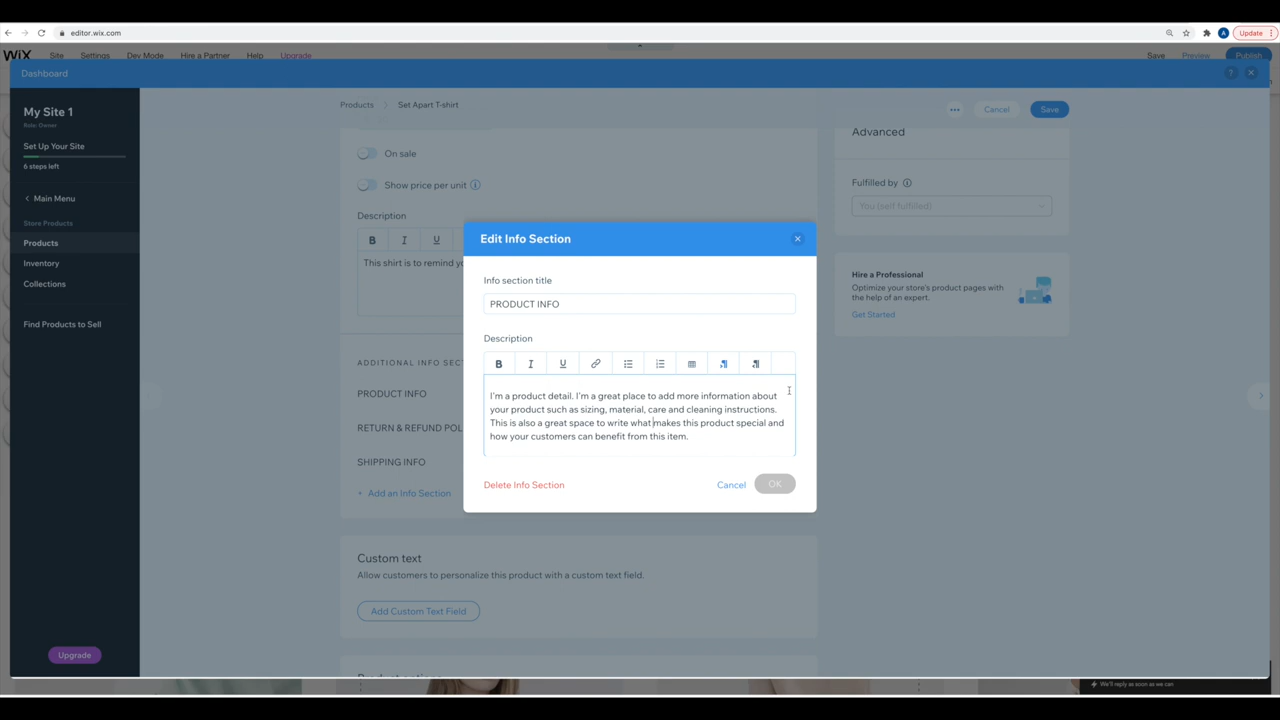 editor.wix.com
Update
WiX
Site
Settings
Dev Mode
Hire a Partner
Help
Upgrade
Save
Preview
Publish
Dashboard
?
My Site 1
Role: Owner
Set Up Your Site
6 steps left
Main Menu
Store Products
Products
Inventory
Collections
Find Products to Sell
Upgrade
Products > Set Apart T-shirt
Cancel
Save
On sale
Show price per unit
Description
B I U
This shirt is to remind yo
ADDITIONAL INFO SECT
PRODUCT INFO
RETURN & REFUND POL
SHIPPING INFO
+ Add an Info Section
Custom text
Allow customers to personalize this product with a custom text field.
Add Custom Text Field
Advanced
Fulfilled by
You (self fulfilled)
Hire a Professional
Optimize your store's product pages with
the help of an expert.
Get Started
Edit Info Section
Info section title
PRODUCT INFO
Description
B I U
I'm a product detail. I'm a great place to add more information about
your product such as sizing, material, care and cleaning instructions.
This is also a great space to write what makes this product special and
how your customers can benefit from this item.
Delete Info Section
Cancel
OK
We'll reply as soon as we can